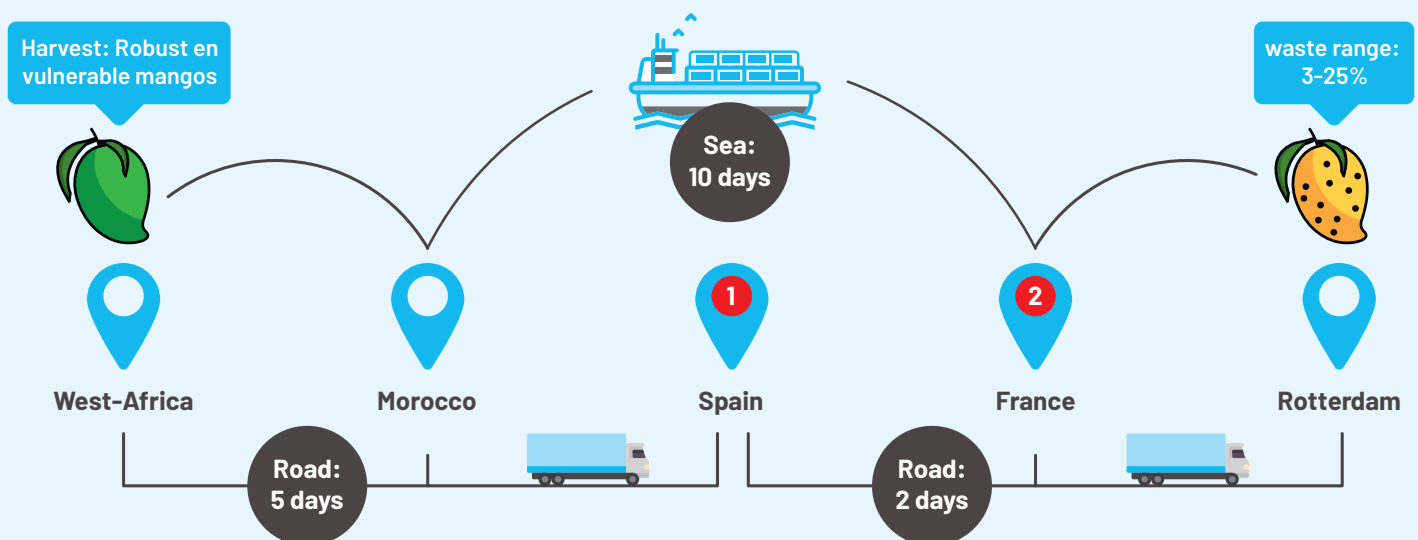 Harvest: Robust en
vulnerable mangos
waste range:
3-25%
Sea:
10 days
1
2
West-Africa
Morocco
Spain
France
Rotterdam
Road:
5 days
Road:
2 days